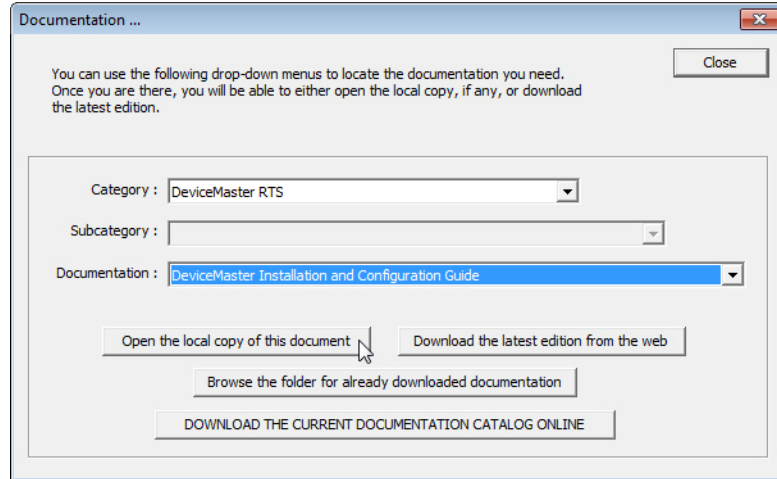 Documentation ...
Close
You can use the following drop-down menus to locate the documentation you need.
Once you are there, you will be able to either open the local copy, if any, or download
the latest edition.
Category : DeviceMaster RTS
Subcategory :
Documentation : DeviceMaster Installation and Configuration Guide
Open the local copy of this document
Download the latest edition from the web
Browse the folder for already downloaded documentation
DOWNLOAD THE CURRENT DOCUMENTATION CATALOG ONLINE